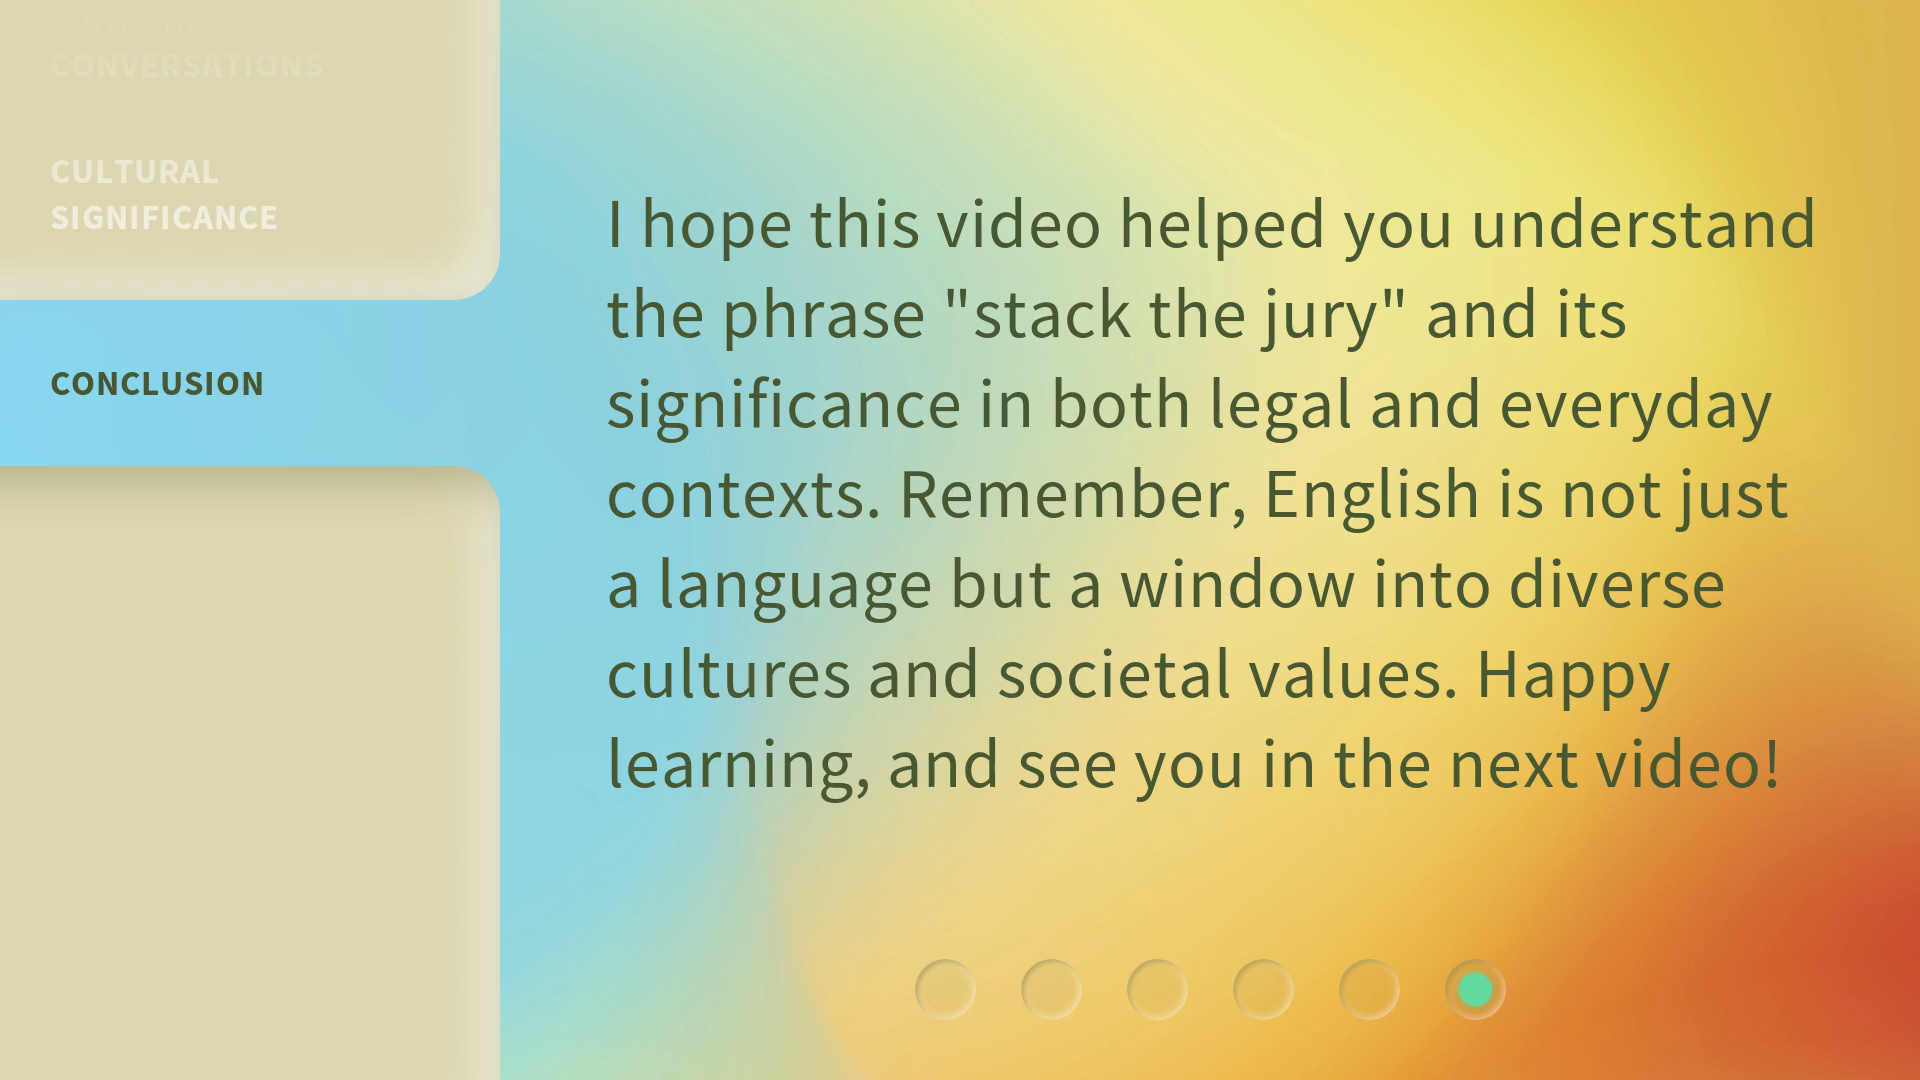 JURY" IN
CONVERSATIONS
CULTURAL
SIGNIFICANCE
CONCLUSION
I hope this video helped you understand
the phrase "stack the jury" and its
significance in both legal and everyday
contexts. Remember, English is not just
a language but a window into diverse
cultures and societal values. Happy
learning, and see you in the next video!